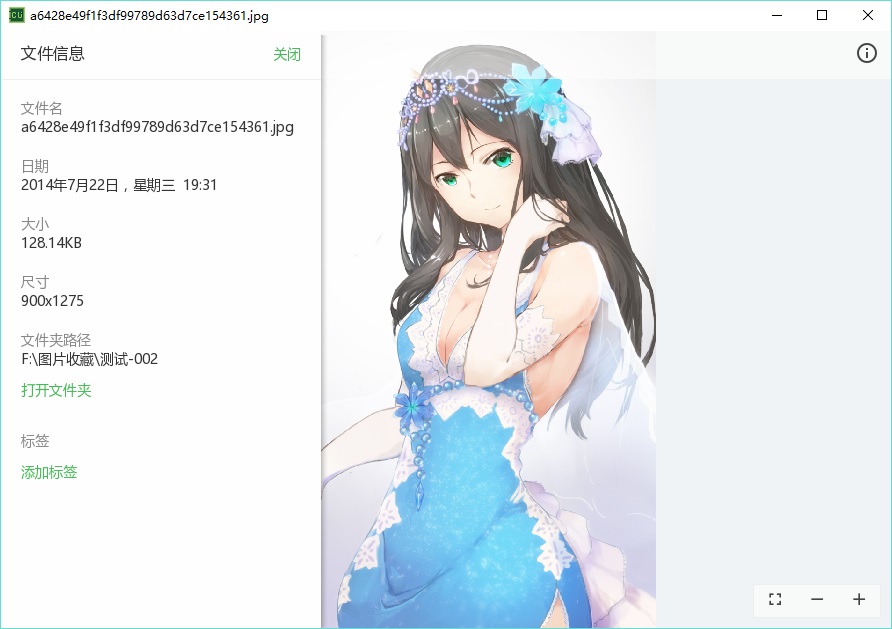 a6428e49f1f3df99789d63d7ce154361.jpg
文件信息 关闭
文件名
a6428e49f1f3df99789d63d7ce154361.jpg
日期
2014年7月22日，星期三 19:31
大小
128.14KB
尺寸
900x1275
文件夹路径
F:\图片收藏\测试-002
打开文件夹
标签
添加标签